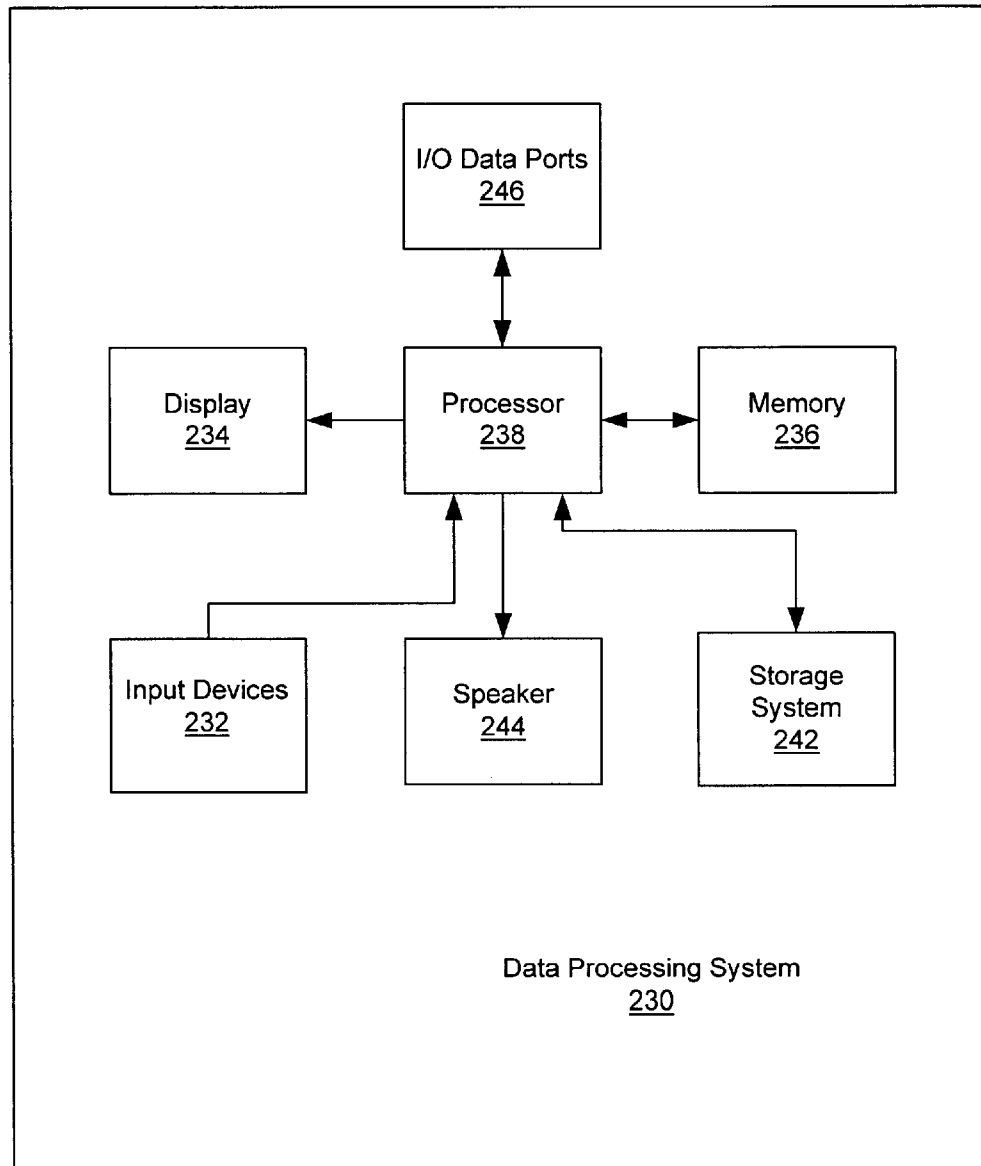 I/O Data Ports
246
Display
234
Processor
238
Memory
236
Input Devices
232
Speaker
244
Storage
System
242
Data Processing System
230